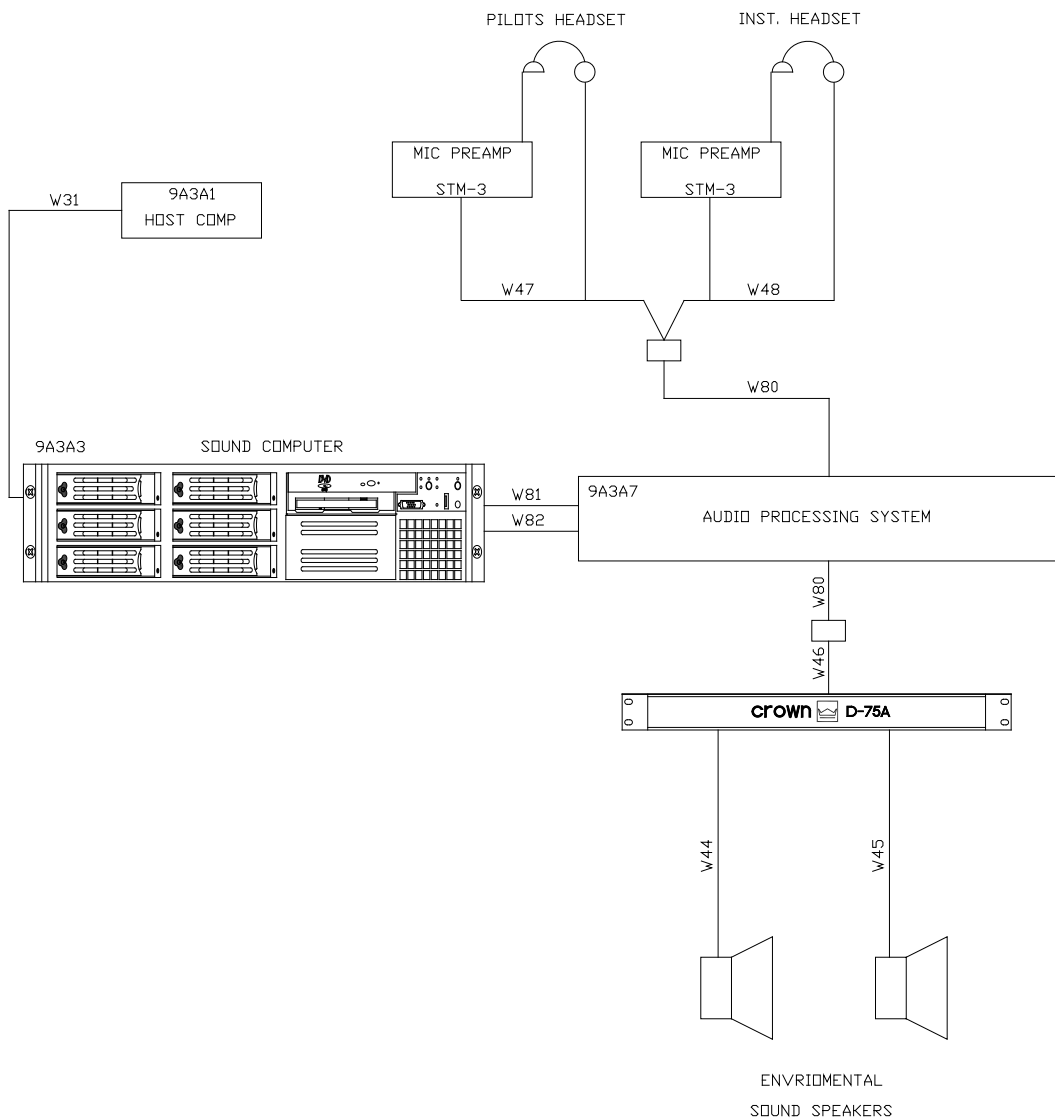 PILOTS HEADSET
INST. HEADSET
MIC PREAMP
STM-3
MIC PREAMP
STM-3
W31
9A3A1
HOST COMP
W47
W48
W80
9A3A3
SOUND COMPUTER
DVD
W81
W82
9A3A7
AUDIO PROCESSING SYSTEM
W80
W46
crown D-75A
W44
W45
ENVRIOMENTAL
SOUND SPEAKERS